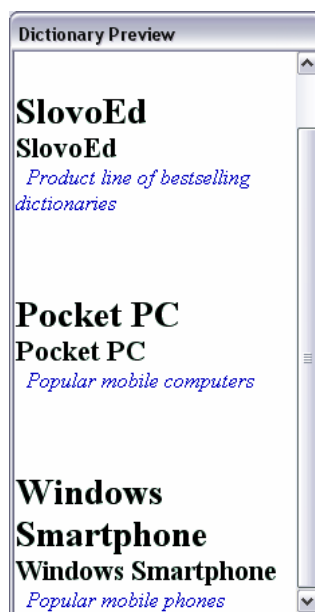 Dictionary Preview
SlovoEd
SlovoEd
Product line of bestselling
dictionaries
Pocket PC
Pocket PC
Popular mobile computers
Windows
Smartphone
Windows Smartphone
Popular mobile phones